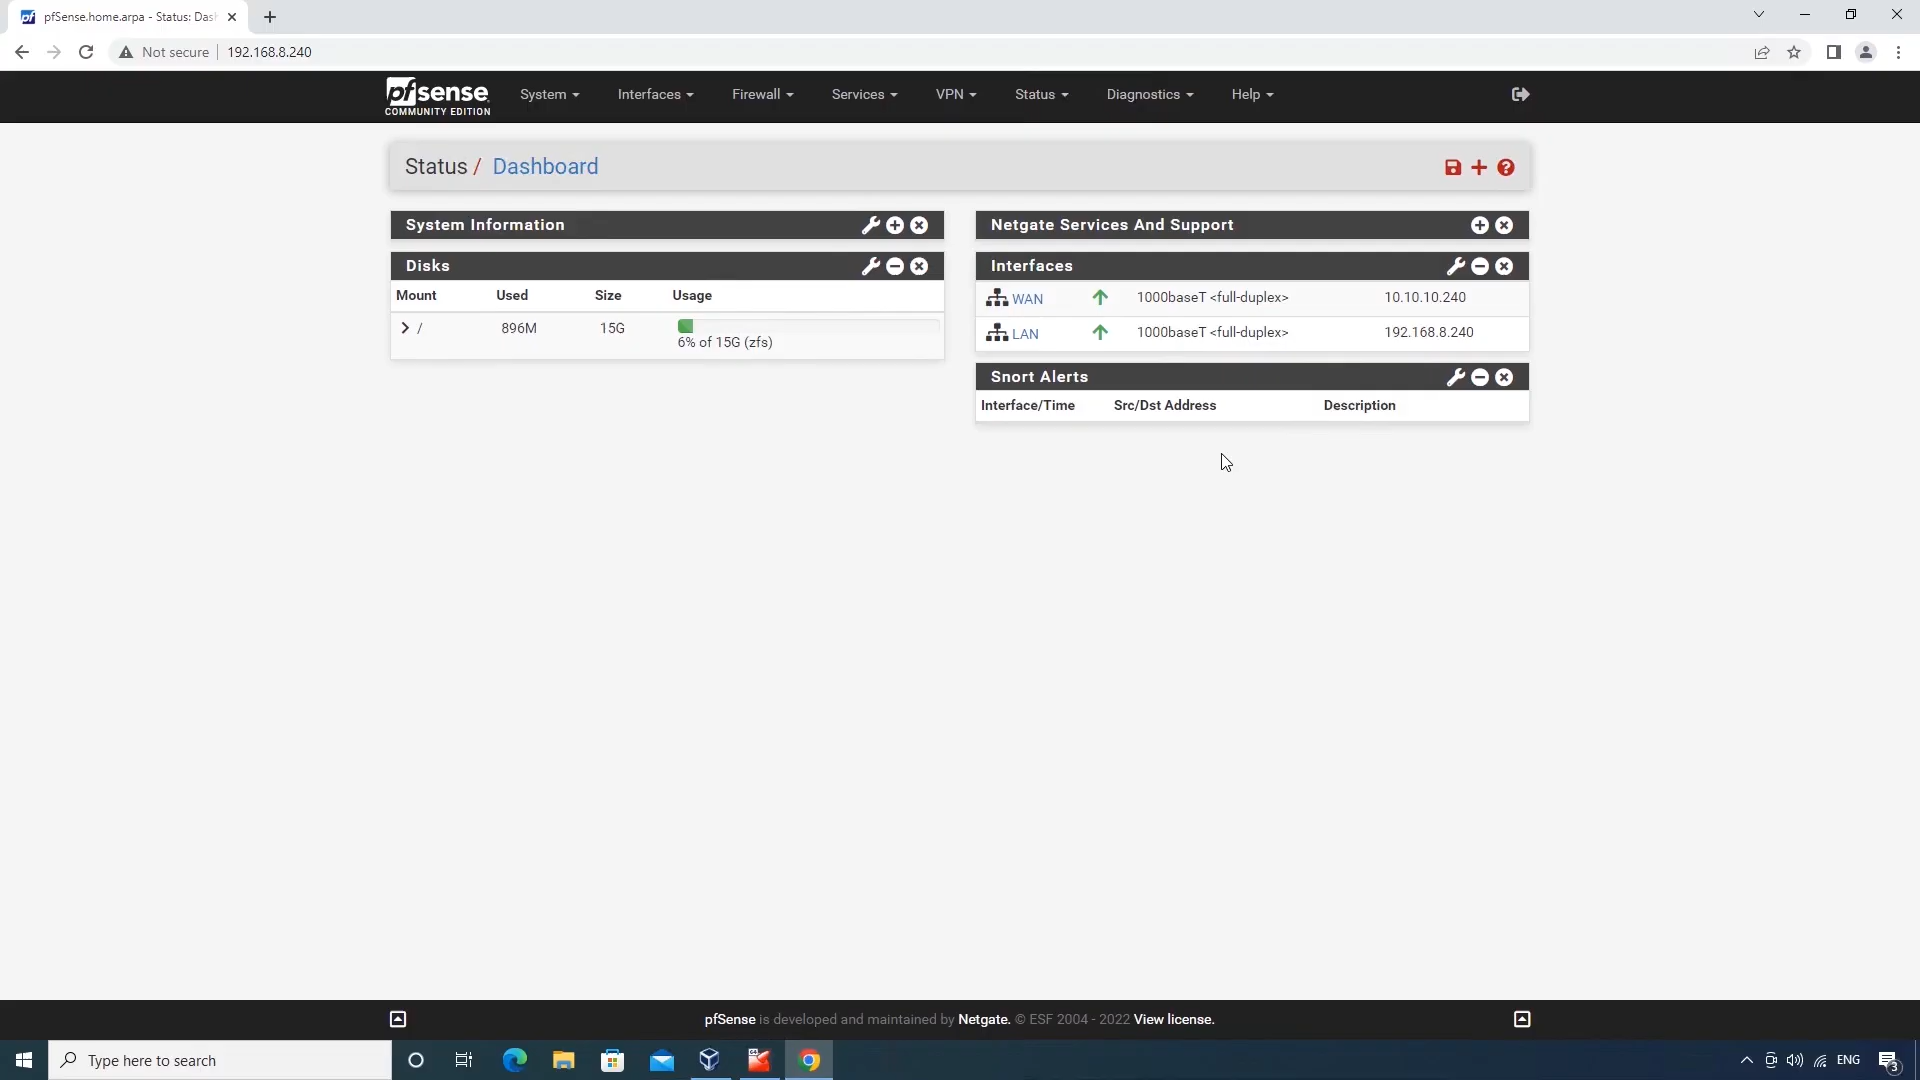 pfSense.home.arpa - Status: Das
Not secure 192.168.8.240
pfsense COMMUNITY EDITION
System Interfaces Firewall Services VPN Status Diagnostics Help
Status / Dashboard
System Information
Disks
Mount Used Size Usage
/ 896M 15G
6% of 15G (zfs)
Netgate Services And Support
Interfaces
WAN 1000baseT <full-duplex> 10.10.10.240
LAN 1000baseT <full-duplex> 192.168.8.240
Snort Alerts
Interface/Time Src/Dst Address Description
pfSense is developed and maintained by Netgate. © ESF 2004 - 2022 View license.
Type here to search
64
ENG
3